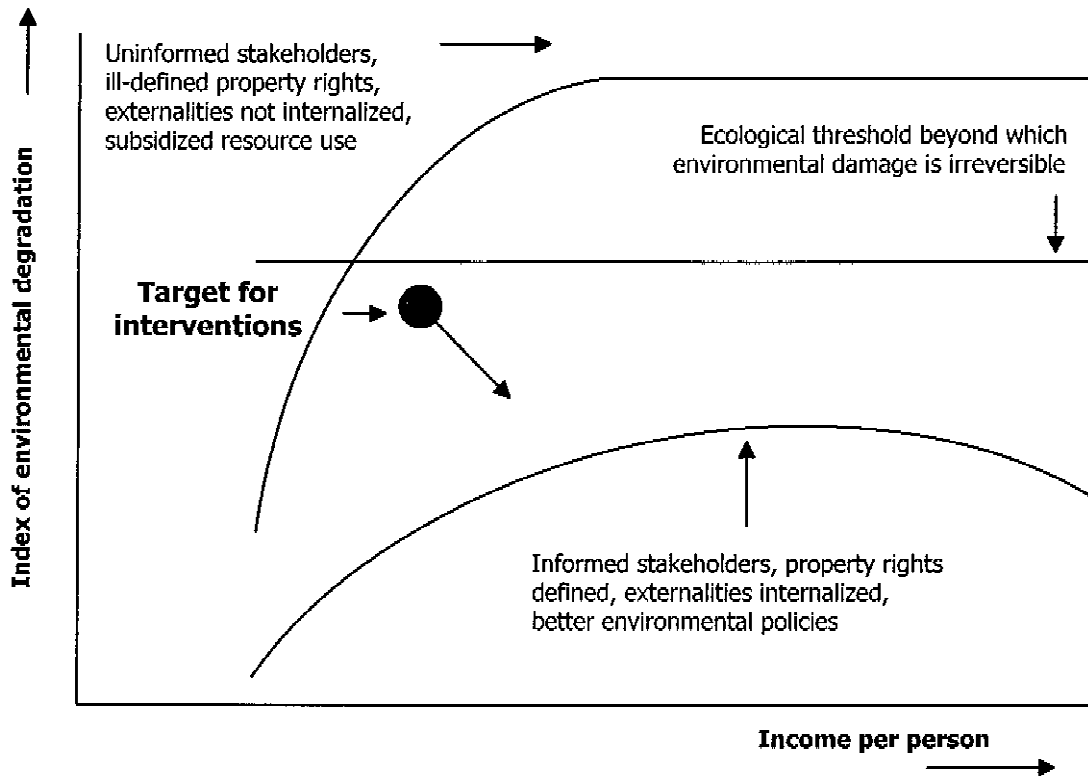 Index of environmental degradation
Uninformed stakeholders,
ill-defined property rights,
externalities not internalized,
subsidized resource use
Ecological threshold beyond which
environmental damage is irreversible
Target for
interventions
Informed stakeholders, property rights
defined, externalities internalized,
better environmental policies
Income per person